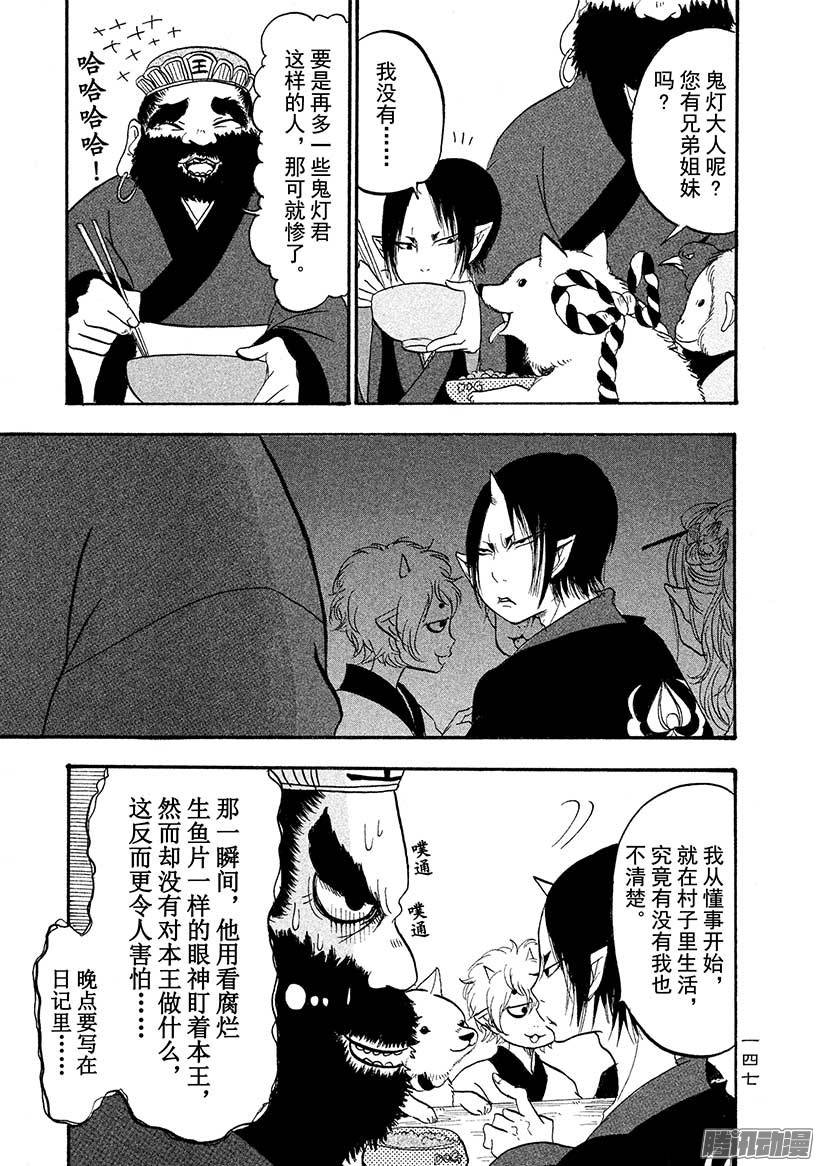 鬼灯大人呢？
您有兄弟姐妹
吗？
我没有……
DOG
要是再多一些鬼灯君
这样的人，那可就惨了。
王
哈哈哈哈！
我从懂事开始，
就在村子里生活，
究竟有没有我也
不清楚。
噗通
噗通
那一瞬间，他用看腐烂
生鱼片一样的眼神盯着本王，
然而却没有对本王做什么，
这反而更令人害怕……
晚点要写在
日记里……
DOG
一四七
腾讯动漫